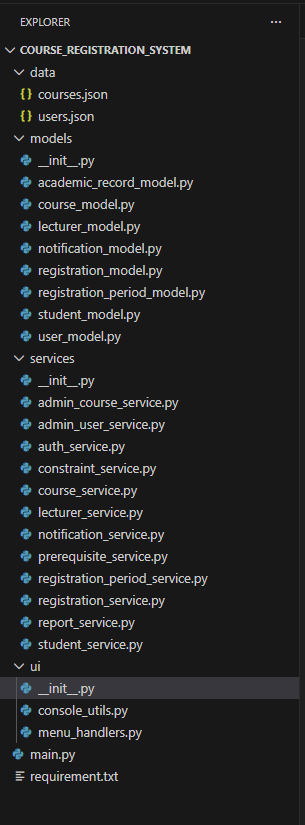 EXPLORER
COURSE_REGISTRATION_SYSTEM
data
courses.json
users.json
models
__init__.py
academic_record_model.py
course_model.py
lecturer_model.py
notification_model.py
registration_model.py
registration_period_model.py
student_model.py
user_model.py
services
__init__.py
admin_course_service.py
admin_user_service.py
auth_service.py
constraint_service.py
course_service.py
lecturer_service.py
notification_service.py
prerequisite_service.py
registration_period_service.py
registration_service.py
report_service.py
student_service.py
ui
__init__.py
console_utils.py
menu_handlers.py
main.py
requirement.txt